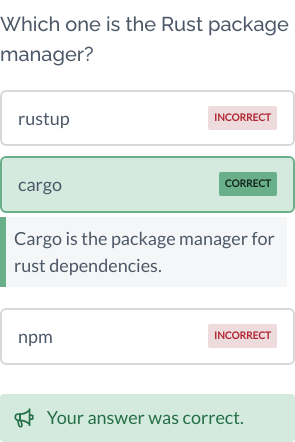 Which one is the Rust package
manager?
rustup INCORRECT
cargo CORRECT
Cargo is the package manager for
rust dependencies.
npm INCORRECT
Your answer was correct.